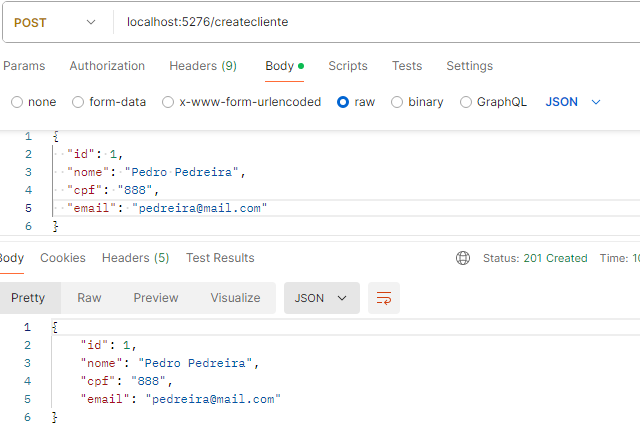 POST localhost:5276/createcliente
Params Authorization Headers (9) Body Scripts Tests Settings
none form-data x-www-form-urlencoded raw binary GraphQL JSON
1 {
2 "id": 1,
3 "nome": "Pedro Pedreira",
4 "cpf": "888",
5 "email": "pedreira@mail.com"
6 }
Body Cookies Headers (5) Test Results Status: 201 Created Time: 10
Pretty Raw Preview Visualize JSON
1 {
2 "id": 1,
3 "nome": "Pedro Pedreira",
4 "cpf": "888",
5 "email": "pedreira@mail.com"
6 }